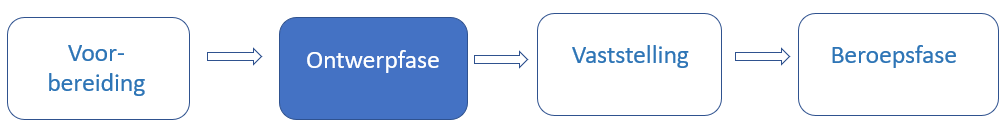 Voor-
bereiding
Ontwerpfase
Vaststelling
Beroepsfase